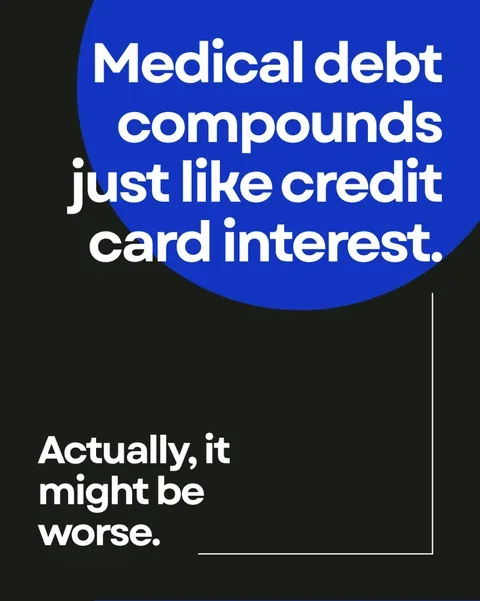 Medical debt
compounds
just like credit
card interest.
Actually, it
might be
worse.